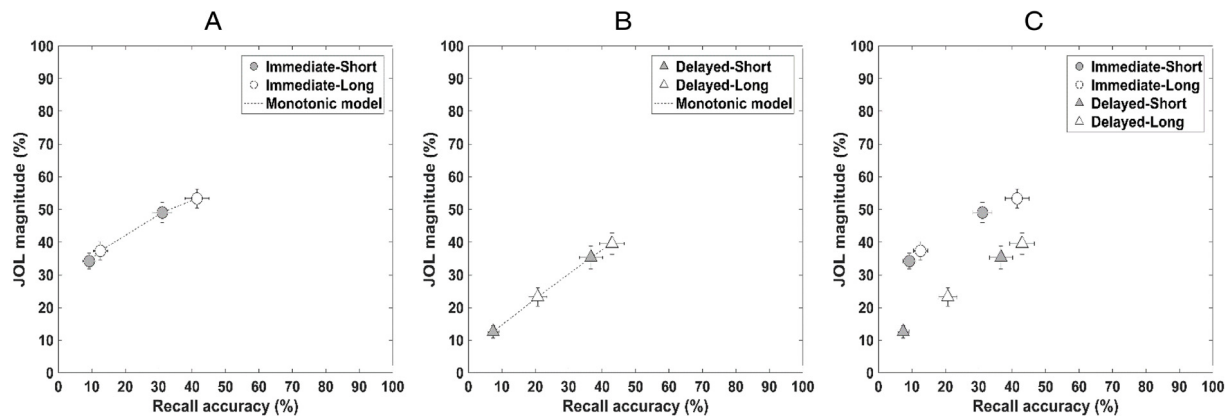 A
100
90
80
70
60
50
40
30
20
10
0
JOL magnitude (%)
Immediate-Short
Immediate-Long
Monotonic model
0 10 20 30 40 50 60 70 80 90 100
Recall accuracy (%)
B
100
90
80
70
60
50
40
30
20
10
0
JOL magnitude (%)
Delayed-Short
Delayed-Long
Monotonic model
0 10 20 30 40 50 60 70 80 90 100
Recall accuracy (%)
C
100
90
80
70
60
50
40
30
20
10
0
JOL magnitude (%)
Immediate-Short
Immediate-Long
Delayed-Short
Delayed-Long
0 10 20 30 40 50 60 70 80 90 100
Recall accuracy (%)